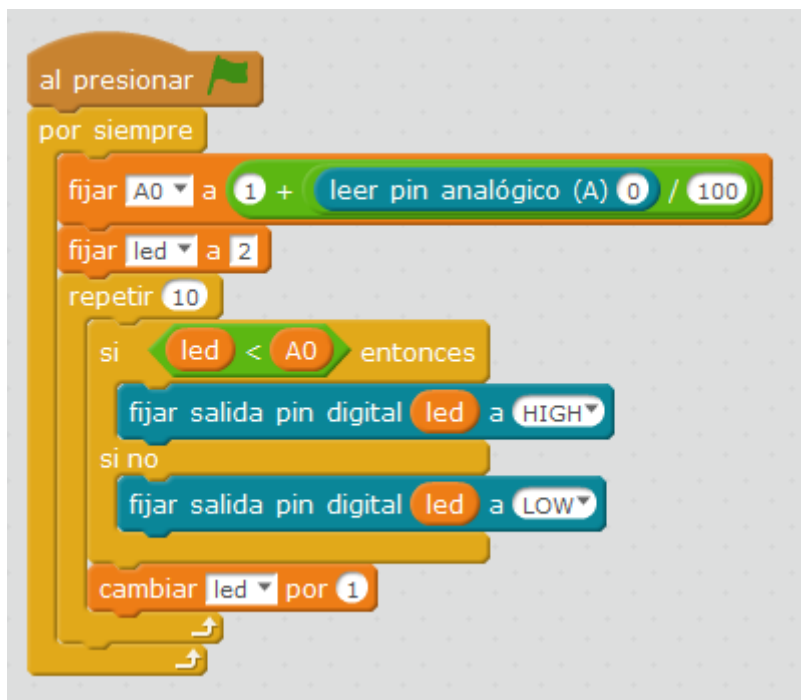 al presionar
por siempre
fijar A0 a 1 + leer pin analógico (A) 0 / 100
fijar led a 2
repetir 10
si led < A0 entonces
fijar salida pin digital led a HIGH
si no
fijar salida pin digital led a LOW
cambiar led por 1